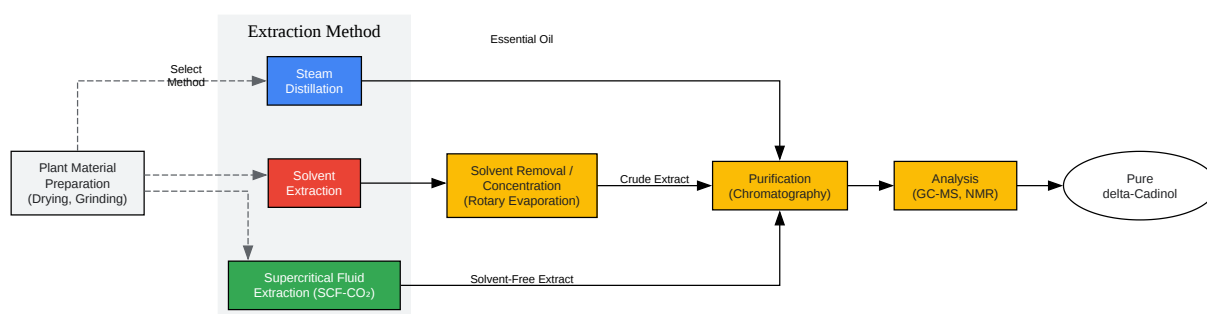 Extraction Method
Essential Oil
Select
Method
Steam
Distillation
Plant Material
Preparation
(Drying, Grinding)
Solvent
Extraction
Solvent Removal /
Concentration
(Rotary Evaporation)
Crude Extract
Purification
(Chromatography)
Analysis
(GC-MS, NMR)
Pure
delta-Cadinol
Supercritical Fluid
Extraction (SCF-CO₂)
Solvent-Free Extract